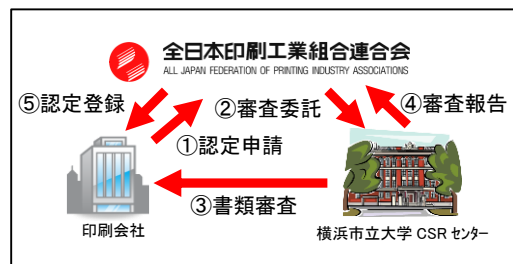 全日本印刷工業組合連合会
ALL JAPAN FEDERATION OF PRINTING INDUSTRY ASSOCIATIONS
⑤認定登録
②審査委託
④審査報告
①認定申請
③書類審査
印刷会社
横浜市立大学 CSR センター